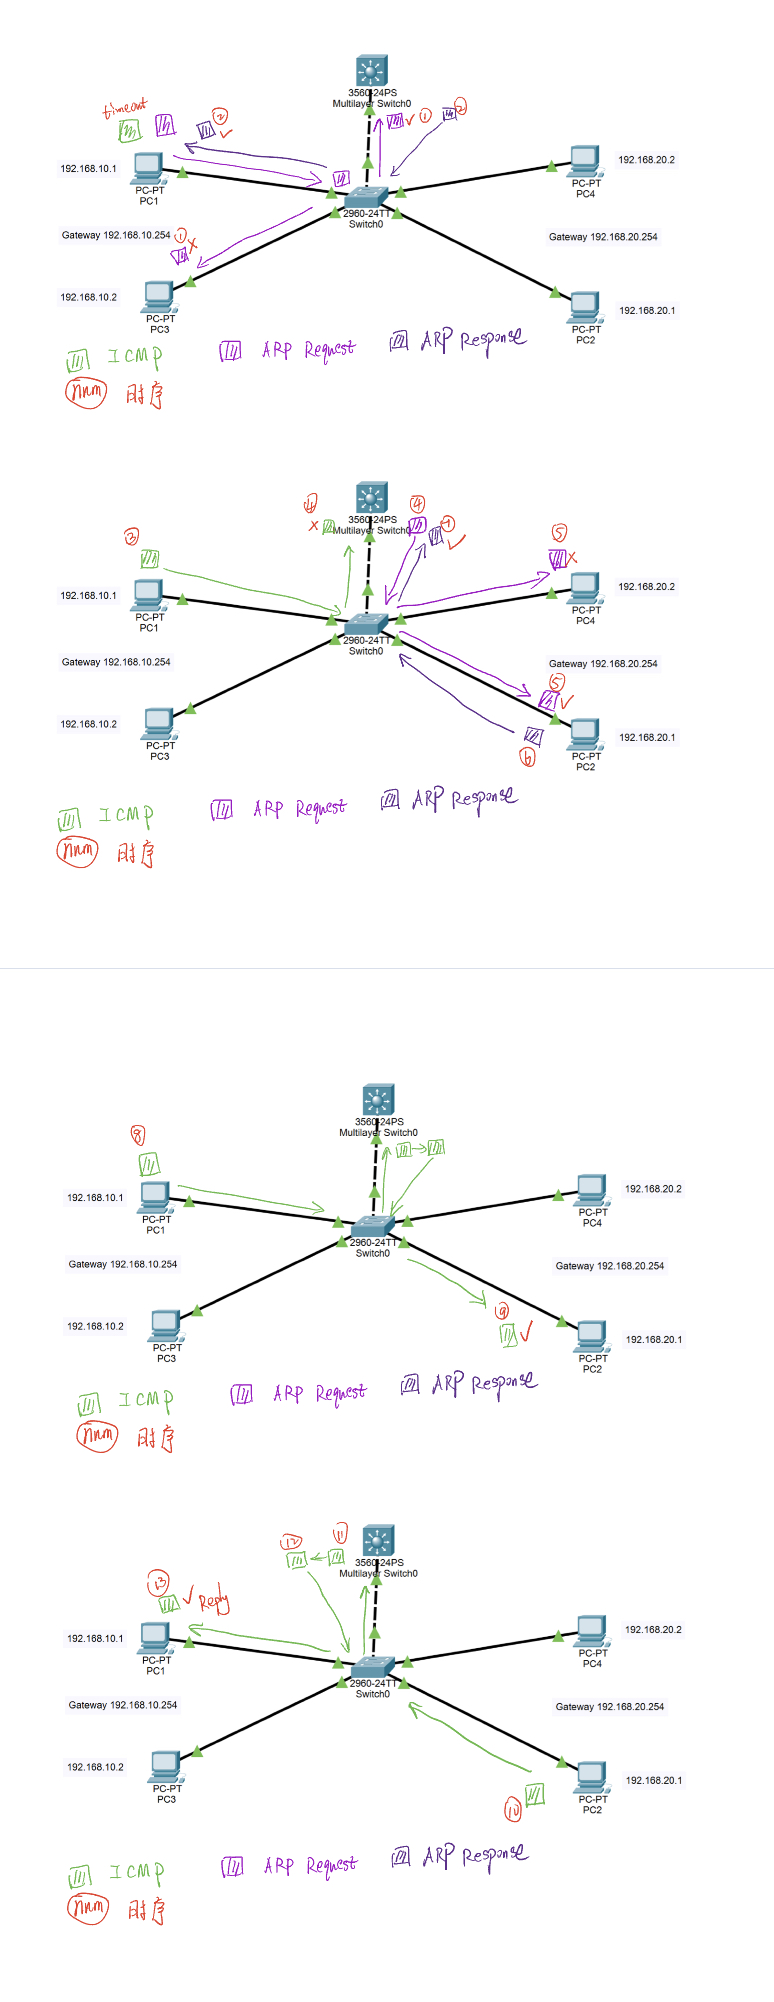 3560-24PS
Multilayer Switch0
timeout
② ① ②
192.168.10.1
PC-PT
PC1
192.168.20.2
PC-PT
PC4
2960-24TT
Switch0
Gateway 192.168.10.254
①
Gateway 192.168.20.254
192.168.10.2
PC-PT
PC3
192.168.20.1
PC-PT
PC2
ICMP ARP Request ARP Response
nnm 时序
④ ④ ⑦
3560-24PS
Multilayer Switch0
③
⑤
192.168.10.1
PC-PT
PC1
192.168.20.2
PC-PT
PC4
2960-24TT
Switch0
Gateway 192.168.10.254
Gateway 192.168.20.254
⑤
192.168.10.2
PC-PT
PC3
192.168.20.1
PC-PT
PC2
⑥
ICMP ARP Request ARP Response
nnm 时序
3560-24PS
Multilayer Switch0
⑧
192.168.10.1
PC-PT
PC1
192.168.20.2
PC-PT
PC4
2960-24TT
Switch0
Gateway 192.168.10.254
Gateway 192.168.20.254
⑨
192.168.10.2
PC-PT
PC3
192.168.20.1
PC-PT
PC2
ICMP ARP Request ARP Response
nnm 时序
⑫ ⑪
3560-24PS
Multilayer Switch0
⑬
Reply
192.168.10.1
PC-PT
PC1
192.168.20.2
PC-PT
PC4
2960-24TT
Switch0
Gateway 192.168.10.254
Gateway 192.168.20.254
192.168.10.2
PC-PT
PC3
192.168.20.1
PC-PT
PC2
⑩
ICMP ARP Request ARP Response
nnm 时序